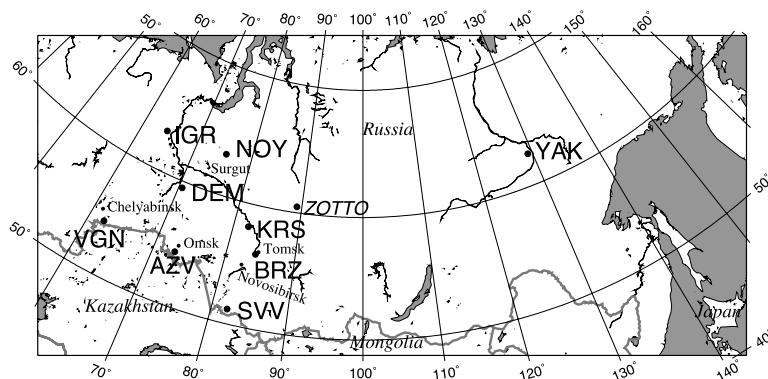 50° 60° 70° 80° 90° 100° 110° 120° 130° 140° 150° 160°
60°
Russia
IGR
NOY
YAK
Surgut
DEM
50°
ZOTTO
Chelyabinsk
KRS
50°
VGN
Omsk
Tomsk
AZV
BRZ
Novosibirsk
Kazakhstan
SVV
Japan
Mongolia
40°
70° 80° 90° 100° 110° 120° 130° 140°